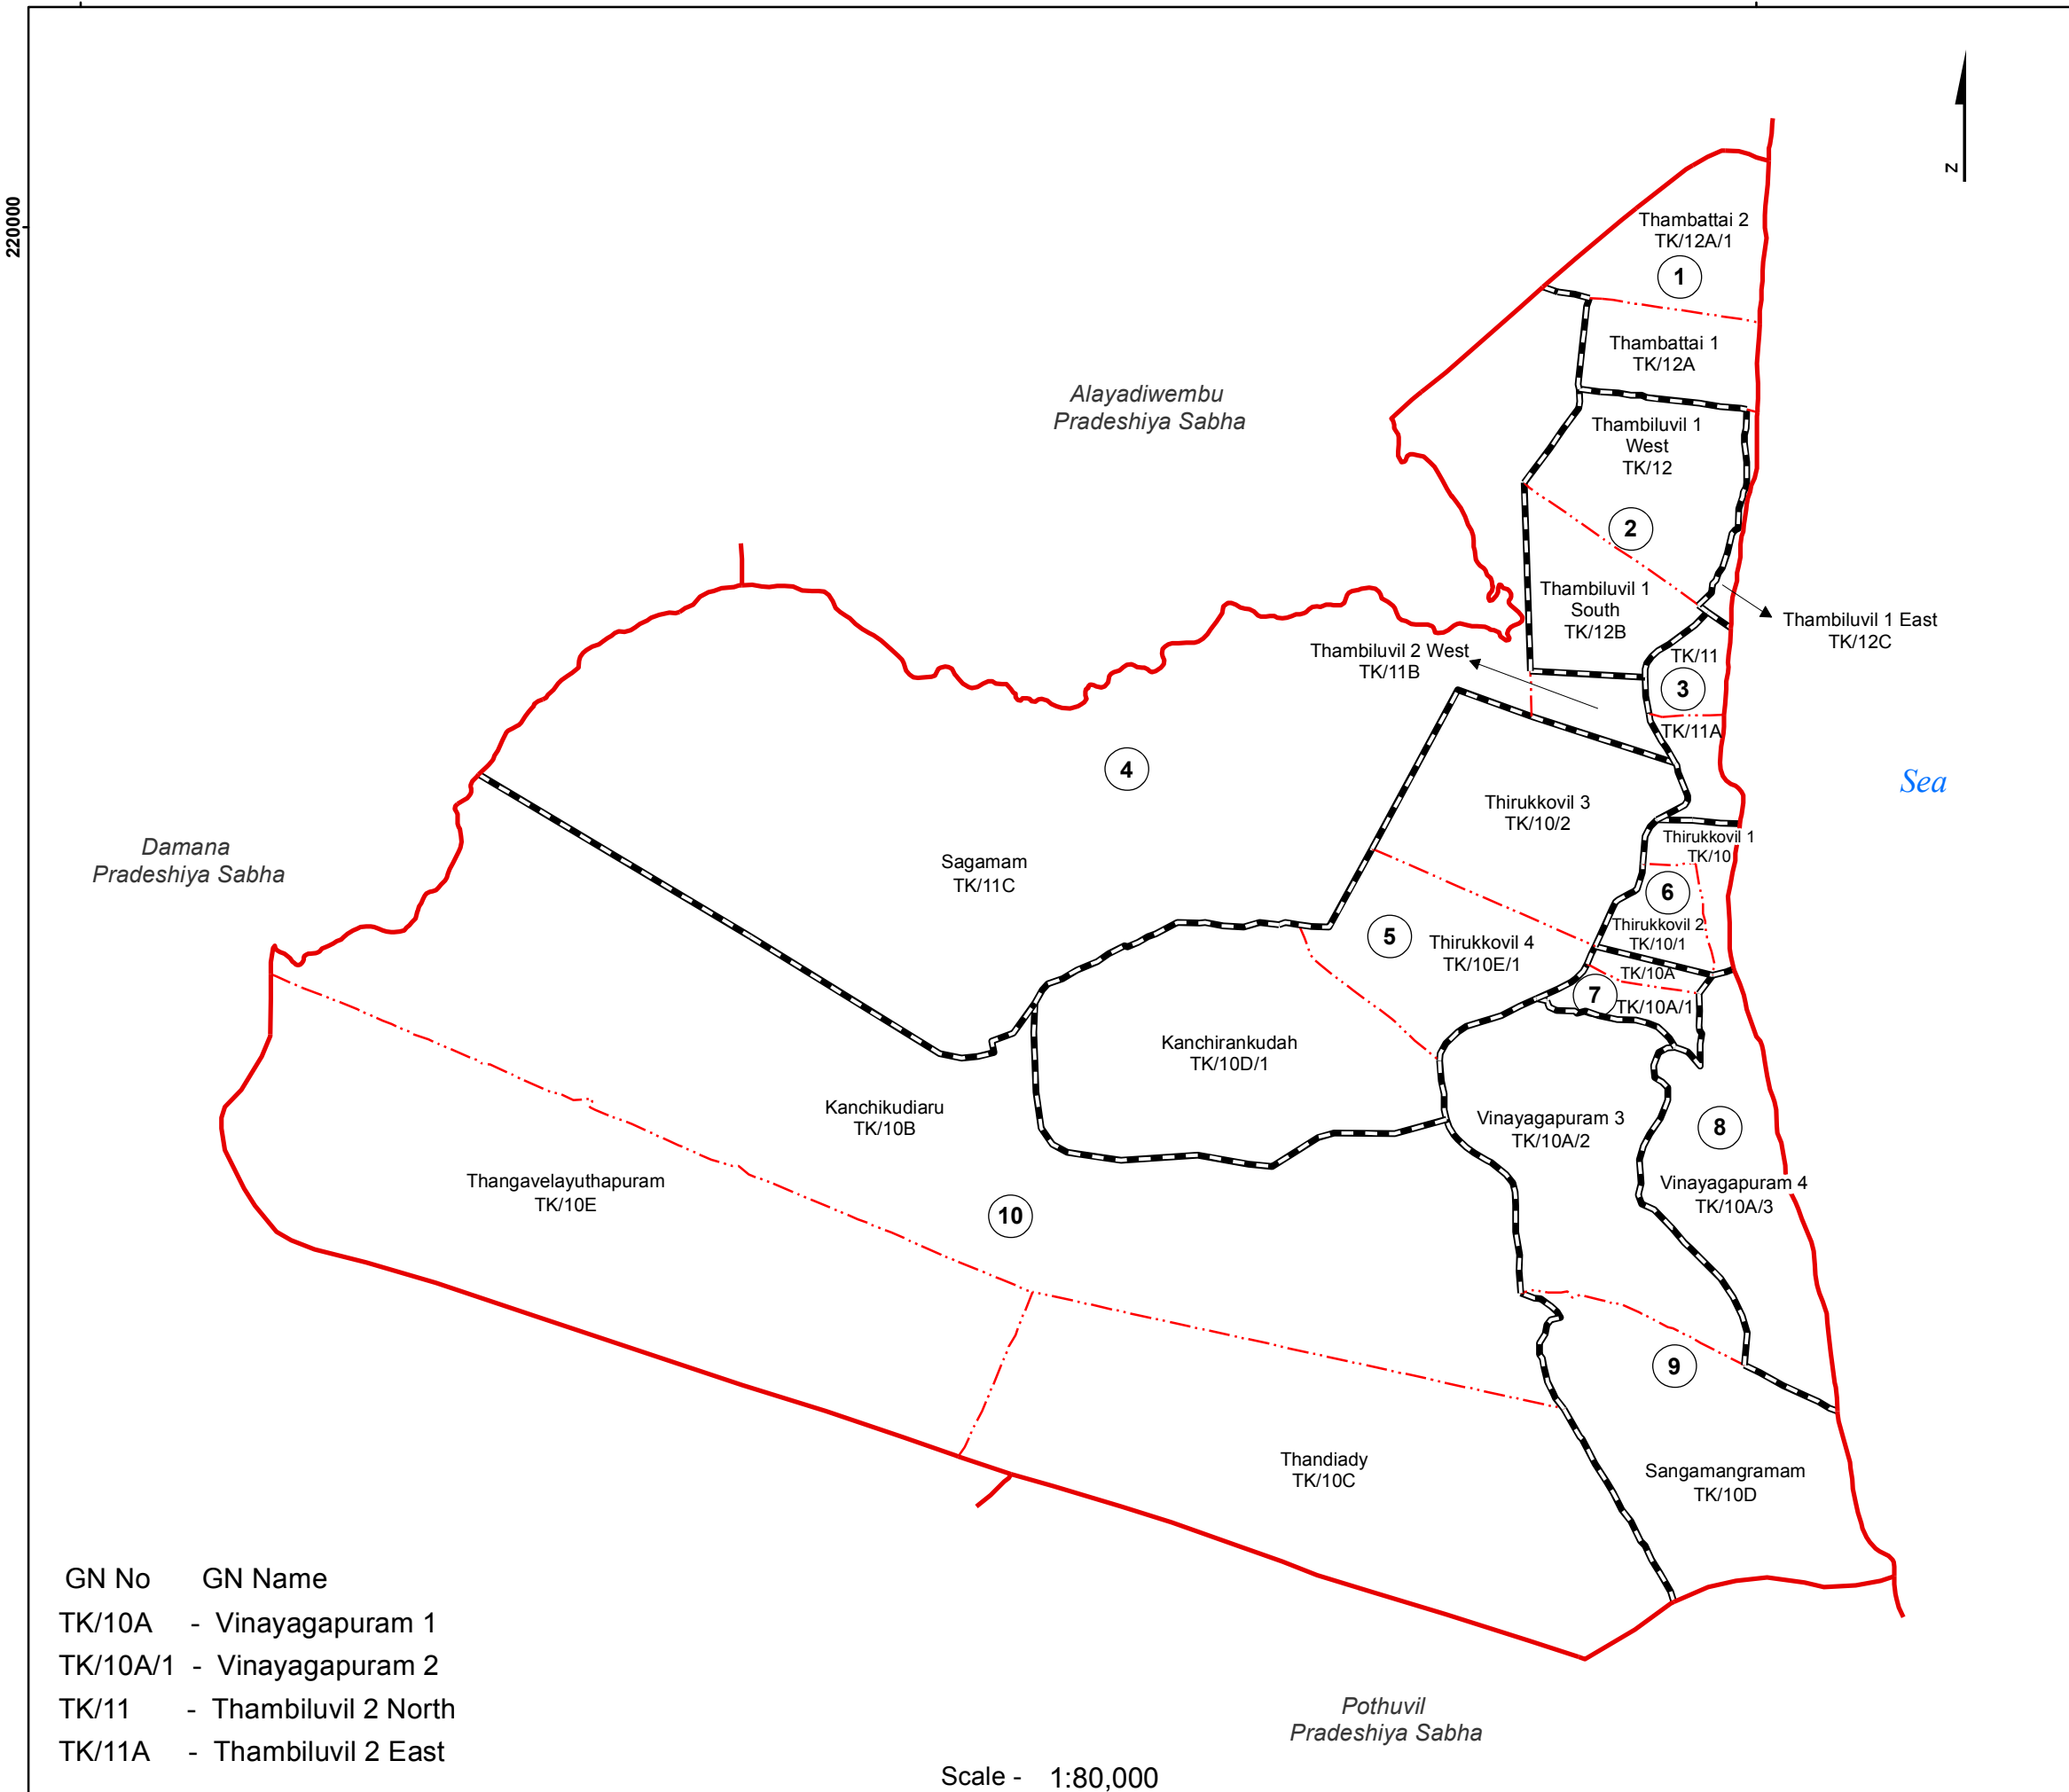 220000
z
Thambattai 2
TK/12A/1
1
Thambattai 1
TK/12A
Alayadiwembu
Pradeshiya Sabha
Thambiluvil 1
West
TK/12
2
Thambiluvil 1
South
TK/12B
Thambiluvil 1 East
TK/12C
Thambiluvil 2 West
TK/11B
TK/11
3
TK/11A
4
Sea
Thirukkovil 3
TK/10/2
Thirukkovil 1
TK/10
Damana
Pradeshiya Sabha
Sagamam
TK/11C
6
5
Thirukkovil 2
TK/10/1
Thirukkovil 4
TK/10E/1
TK/10A
7
TK/10A/1
Kanchirankudah
TK/10D/1
Kanchikudiaru
TK/10B
Vinayagapuram 3
TK/10A/2
8
Thangavelayuthapuram
TK/10E
Vinayagapuram 4
TK/10A/3
10
9
Thandiady
TK/10C
Sangamangramam
TK/10D
GN No GN Name
TK/10A - Vinayagapuram 1
TK/10A/1 - Vinayagapuram 2
TK/11 - Thambiluvil 2 North
TK/11A - Thambiluvil 2 East
Pothuvil
Pradeshiya Sabha
Scale - 1:80,000